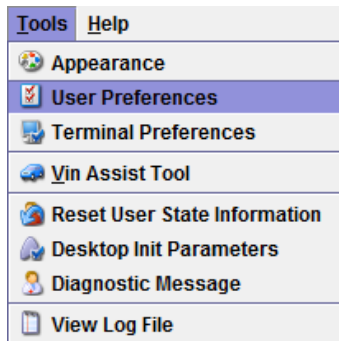 Tools Help
Appearance
User Preferences
Terminal Preferences
Vin Assist Tool
Reset User State Information
Desktop Init Parameters
Diagnostic Message
View Log File